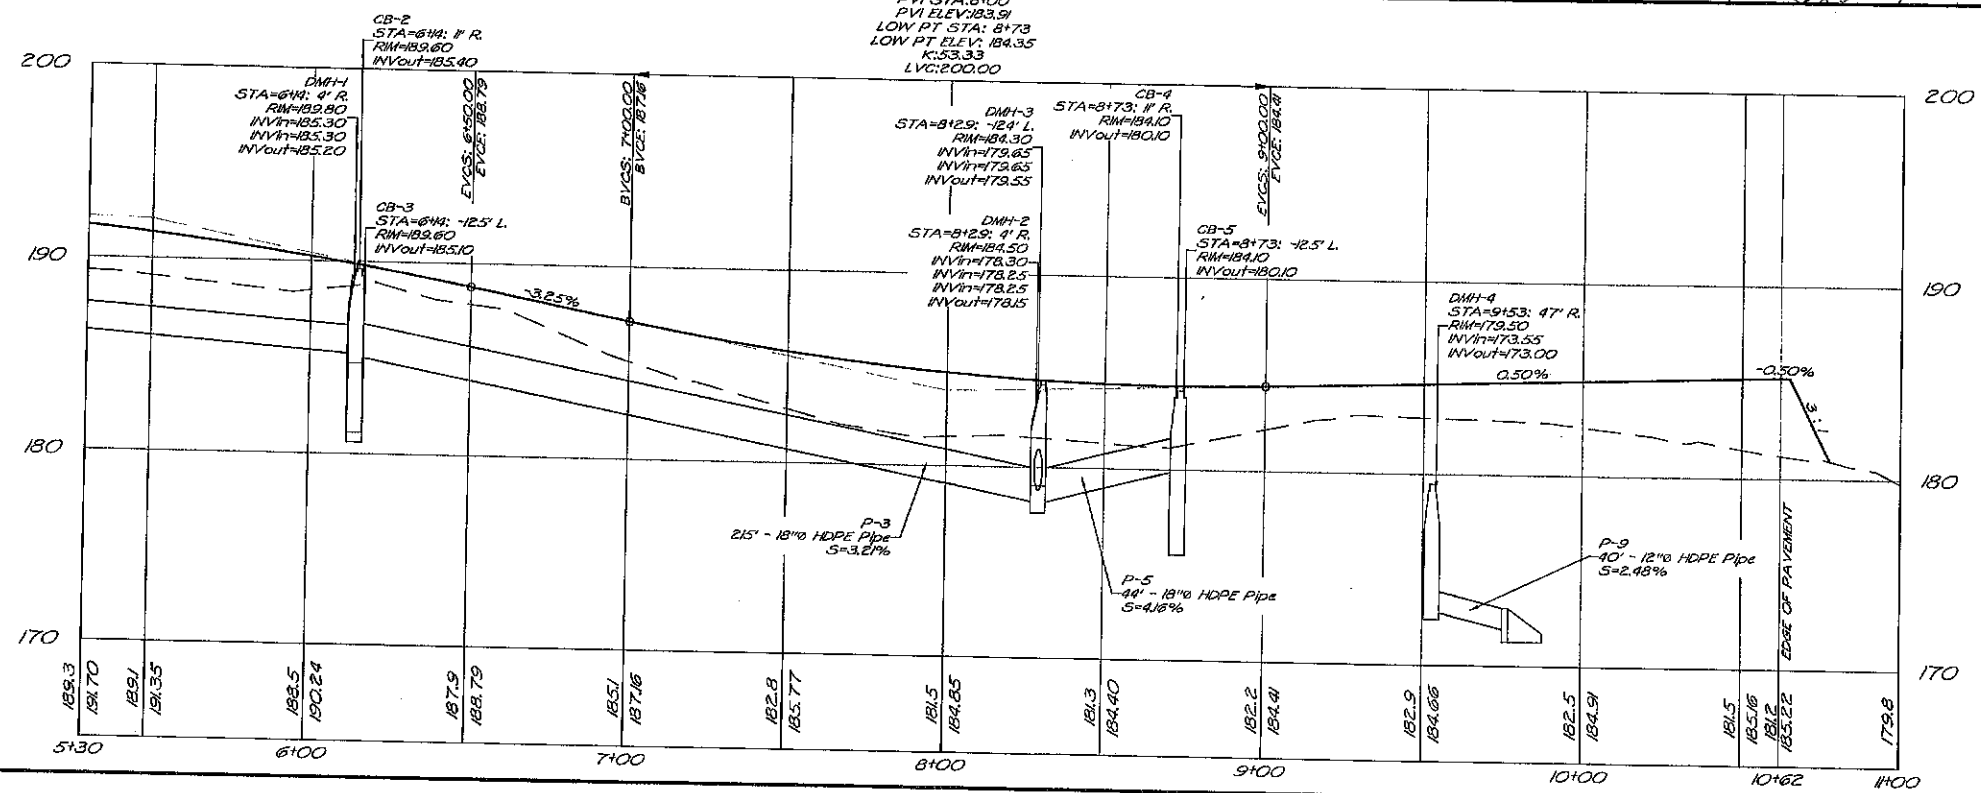 PVI STA:8+00
PVI ELEV:183.91
LOW PT STA: 8+73
LOW PT ELEV: 184.35
K:53.33
LVC:200.00
CB-2
STA=6+14: 11' R.
RIM=189.60
INVout=185.40
DMH-1
STA=6+14: 4' R.
RIM=189.80
INVin=185.30
INVin=185.30
INVout=185.20
CB-3
STA=6+14: -12.5' L.
RIM=189.60
INVout=185.10
EVCS: 6+50.00
EVCE: 188.79
BVCS: 7+00.00
BVCE: 187.16
DMH-3
STA=8+29: -124' L.
RIM=184.30
INVin=179.65
INVin=179.65
INVout=179.55
DMH-2
STA=8+29: 4' R.
RIM=184.50
INVin=178.30
INVin=178.25
INVin=178.25
INVout=178.15
CB-4
STA=8+73: 11' R.
RIM=184.10
INVout=180.10
CB-5
STA=8+73: -12.5' L.
RIM=184.10
INVout=180.10
EVCS: 9+00.00
EVCE: 184.41
DMH-4
STA=9+53: 47' R.
RIM=179.50
INVin=173.55
INVout=173.00
200
190
180
170
200
190
180
170
-3.25%
0.50%
-0.50%
3:1
P-3
215' - 18"Ø HDPE Pipe
S=3.21%
P-5
44' - 18"Ø HDPE Pipe
S=4.16%
P-9
40' - 12"Ø HDPE Pipe
S=2.48%
EDGE OF PAVEMENT
189.3
191.70
189.1
191.35
188.5
190.24
187.9
188.79
185.1
187.16
182.8
185.77
181.5
184.85
181.3
184.40
182.2
184.41
182.9
184.66
182.5
184.91
181.5
185.16
181.2
185.22
179.8
5+30
6+00
7+00
8+00
9+00
10+00
10+62
11+00